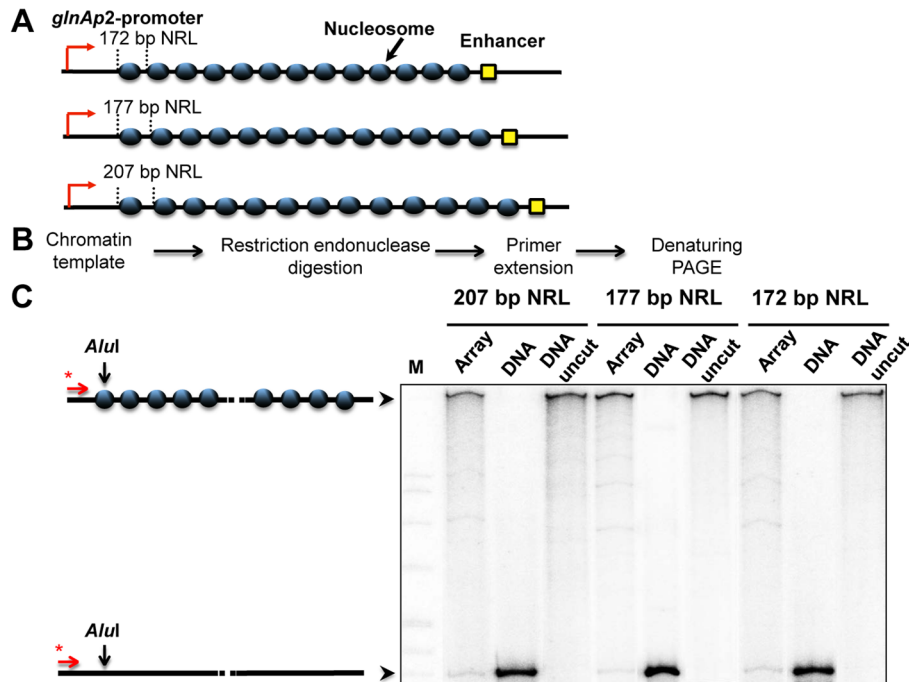 A
glnAp2-promoter
172 bp NRL
Nucleosome
Enhancer
177 bp NRL
207 bp NRL
B
Chromatin template
Restriction endonuclease digestion
Primer extension
Denaturing PAGE
C
207 bp NRL
177 bp NRL
172 bp NRL
M
Array
DNA
DNA uncut
Array
DNA
DNA uncut
Array
DNA
DNA uncut
AluI
*
AluI
*